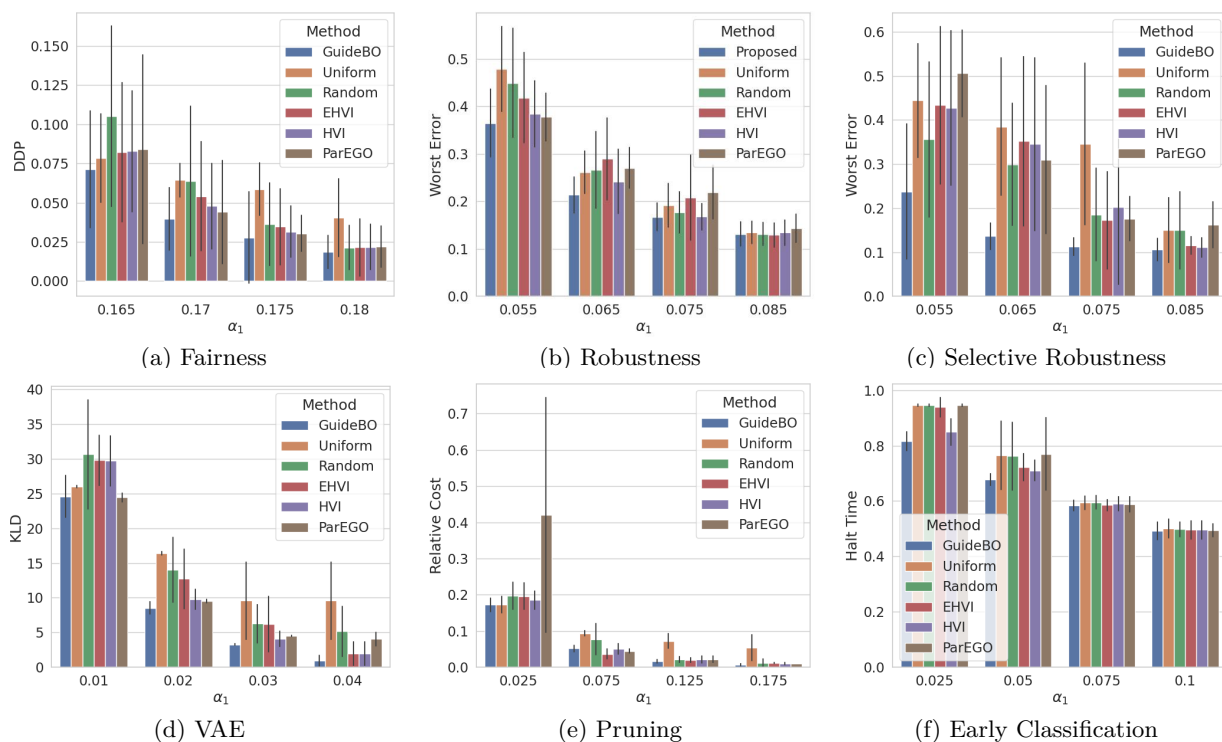 Method
GuideBO
Uniform
Random
EHVI
HVI
ParEGO
DDP
0.150
0.125
0.100
0.075
0.050
0.025
0.000
0.165 0.17 0.175 0.18
α₁
(a) Fairness
Method
Proposed
Uniform
Random
EHVI
HVI
ParEGO
Worst Error
0.5
0.4
0.3
0.2
0.1
0.0
0.055 0.065 0.075 0.085
α₁
(b) Robustness
Method
GuideBO
Uniform
Random
EHVI
HVI
ParEGO
Worst Error
0.6
0.5
0.4
0.3
0.2
0.1
0.0
0.055 0.065 0.075 0.085
α₁
(c) Selective Robustness
Method
GuideBO
Uniform
Random
EHVI
HVI
ParEGO
KLD
40
35
30
25
20
15
10
5
0
0.01 0.02 0.03 0.04
α₁
(d) VAE
Method
GuideBO
Uniform
Random
EHVI
HVI
ParEGO
Relative Cost
0.7
0.6
0.5
0.4
0.3
0.2
0.1
0.0
0.025 0.075 0.125 0.175
α₁
(e) Pruning
Method
GuideBO
Uniform
Random
EHVI
HVI
ParEGO
Halt Time
1.0
0.8
0.6
0.4
0.2
0.0
0.025 0.05 0.075 0.1
α₁
(f) Early Classification